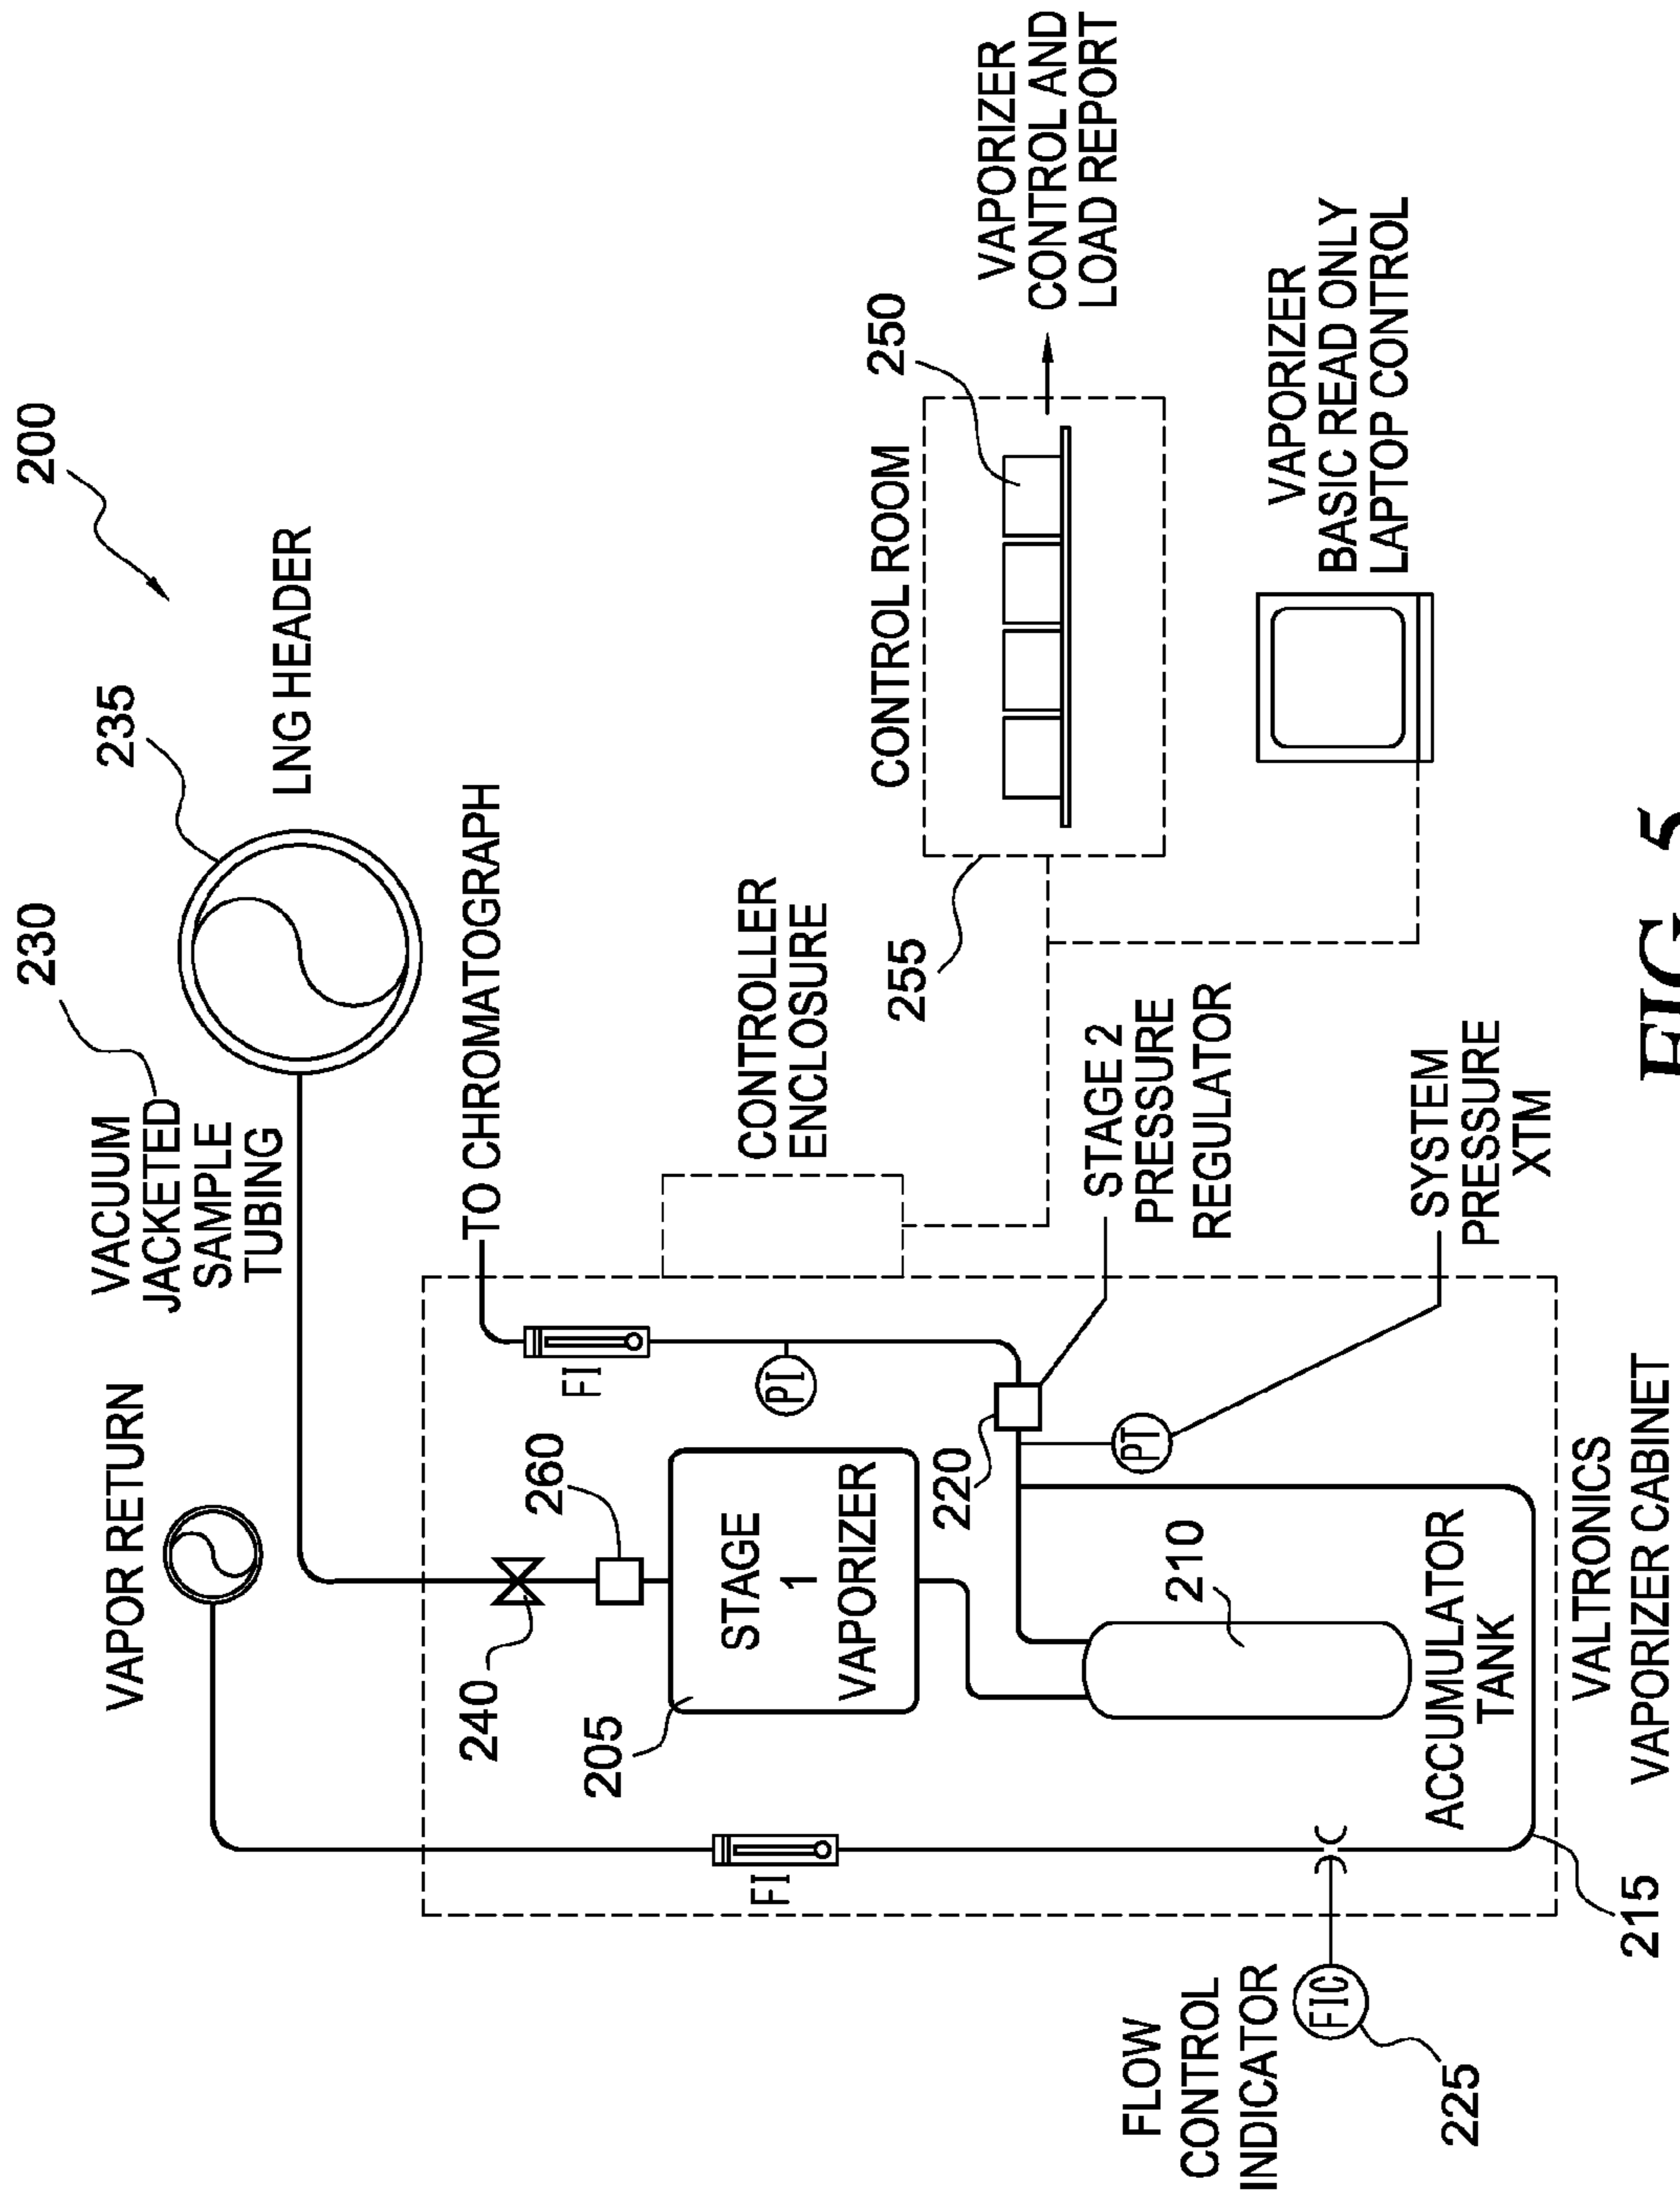 200
230
235
VACUUM
JACKETED
SAMPLE
TUBING
LNG HEADER
VAPOR RETURN
TO CHROMATOGRAPH
240
260
FI
205
STAGE
1
VAPORIZER
PI
FI
CONTROLLER
ENCLOSURE
CONTROL ROOM
250
255
VAPORIZER
CONTROL AND
LOAD REPORT
220
210
PT
STAGE 2
PRESSURE
REGULATOR
FLOW
CONTROL
INDICATOR
FIC
225
ACCUMULATOR
TANK
SYSTEM
PRESSURE
XTM
VAPORIZER
BASIC READ ONLY
LAPTOP CONTROL
215
VALTRONICS
VAPORIZER CABINET
FIG. 5